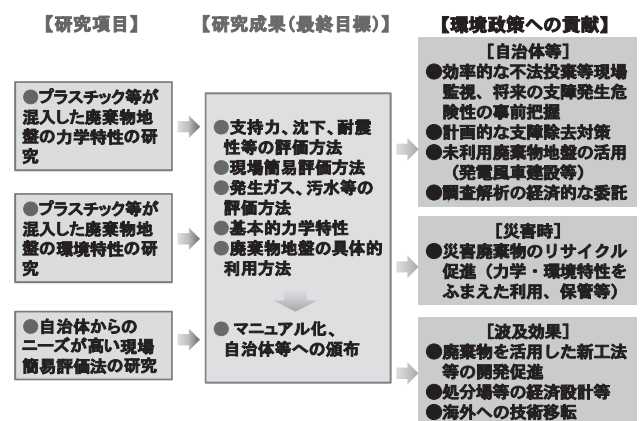 【研究項目】
●プラスチック等が
混入した廃棄物地
盤の力学特性の研
究
●プラスチック等が
混入した廃棄物地
盤の環境特性の研
究
●自治体からの
ニーズが高い現場
簡易評価法の研究
【研究成果(最終目標)】
●支持力、沈下、耐震
性等の評価方法
●現場簡易評価方法
●発生ガス、汚水等の
評価方法
●基本的力学特性
●廃棄物地盤の具体的
利用方法
● マニュアル化、
自治体等への頒布
【環境政策への貢献】
[自治体等]
●効率的な不法投棄等現場
監視、将来の支障発生危
険性の事前把握
●計画的な支障除去対策
●未利用廃棄物地盤の活用
(発電風車建設等)
●調査解析の経済的な委託
[災害時]
●災害廃棄物のリサイクル
促進(力学・環境特性を
ふまえた利用、保管等)
[波及効果]
●廃棄物を活用した新工法
等の開発促進
●処分場等の経済設計等
●海外への技術移転